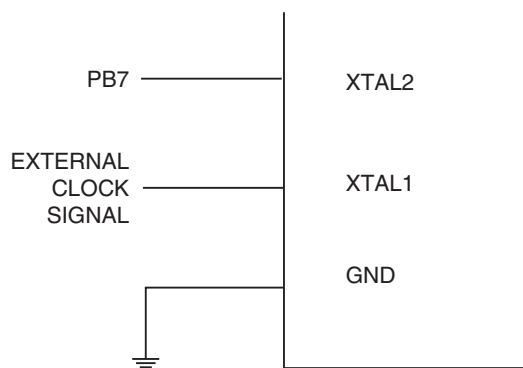 PB7
XTAL2
EXTERNAL
CLOCK
SIGNAL
XTAL1
GND